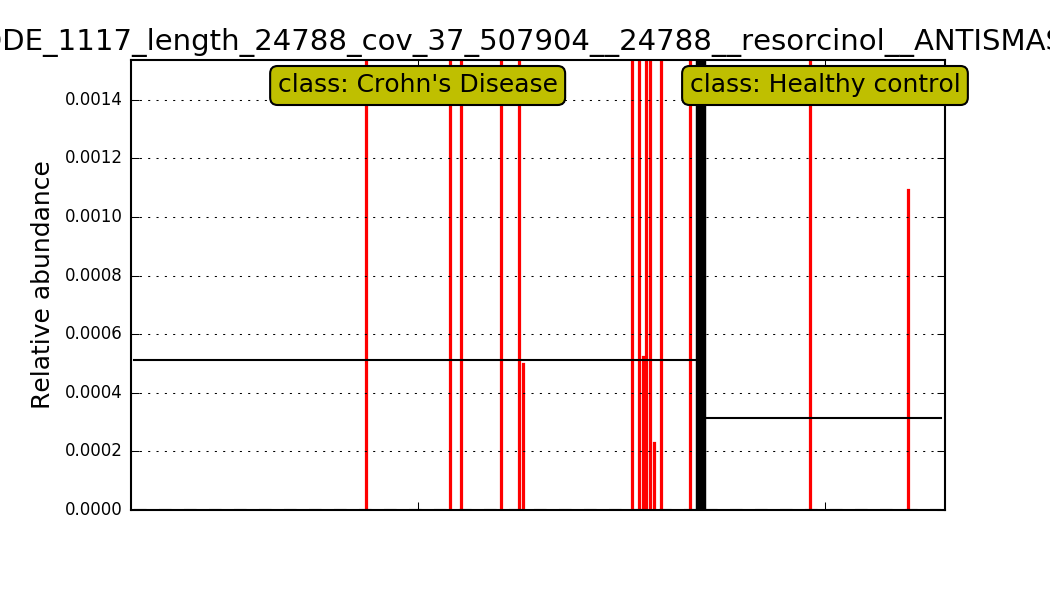 DE_1117_length_24788_cov_37_507904__24788__resorcinol__ANTISMAS
class: Crohn's Disease
class: Healthy control
Relative abundance
0.0014
0.0012
0.0010
0.0008
0.0006
0.0004
0.0002
0.0000